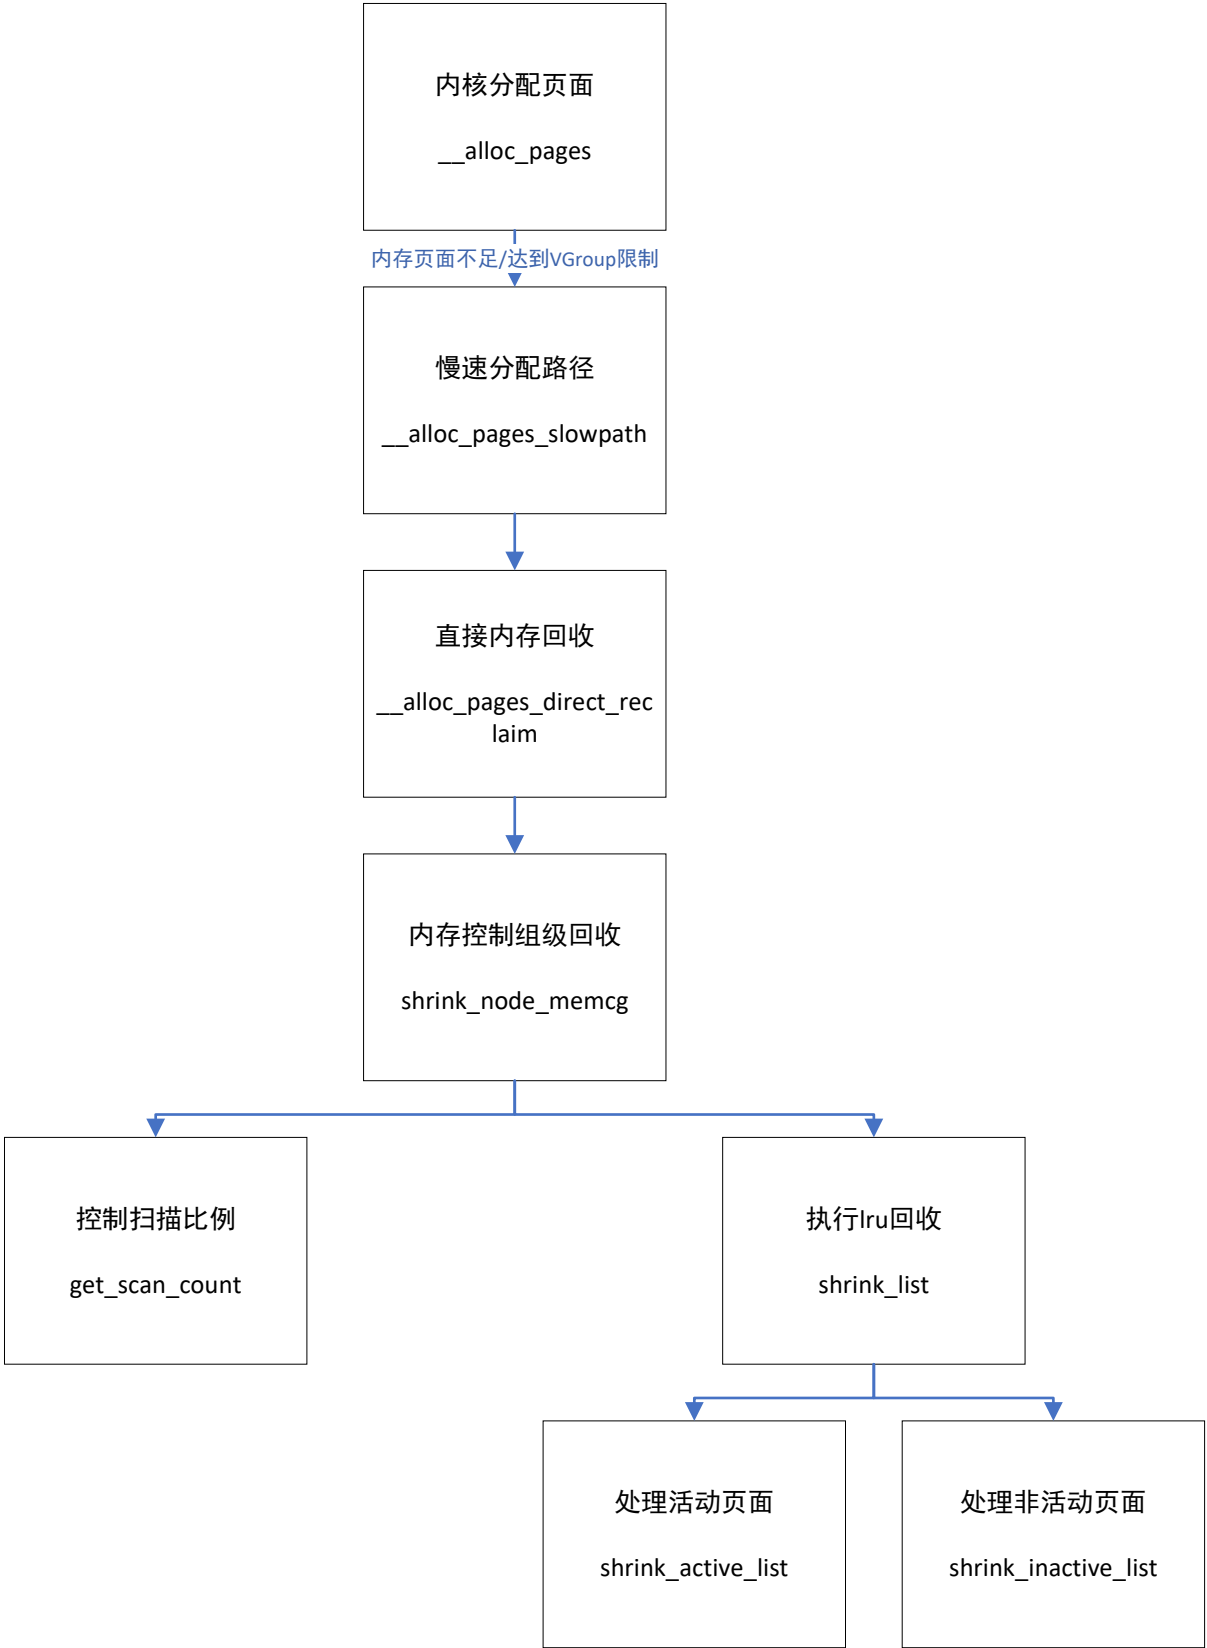 内核分配页面
__alloc_pages
内存页面不足/达到VGroup限制
慢速分配路径
__alloc_pages_slowpath
直接内存回收
__alloc_pages_direct_rec
laim
内存控制组级回收
shrink_node_memcg
控制扫描比例
get_scan_count
执行lru回收
shrink_list
处理活动页面
shrink_active_list
处理非活动页面
shrink_inactive_list